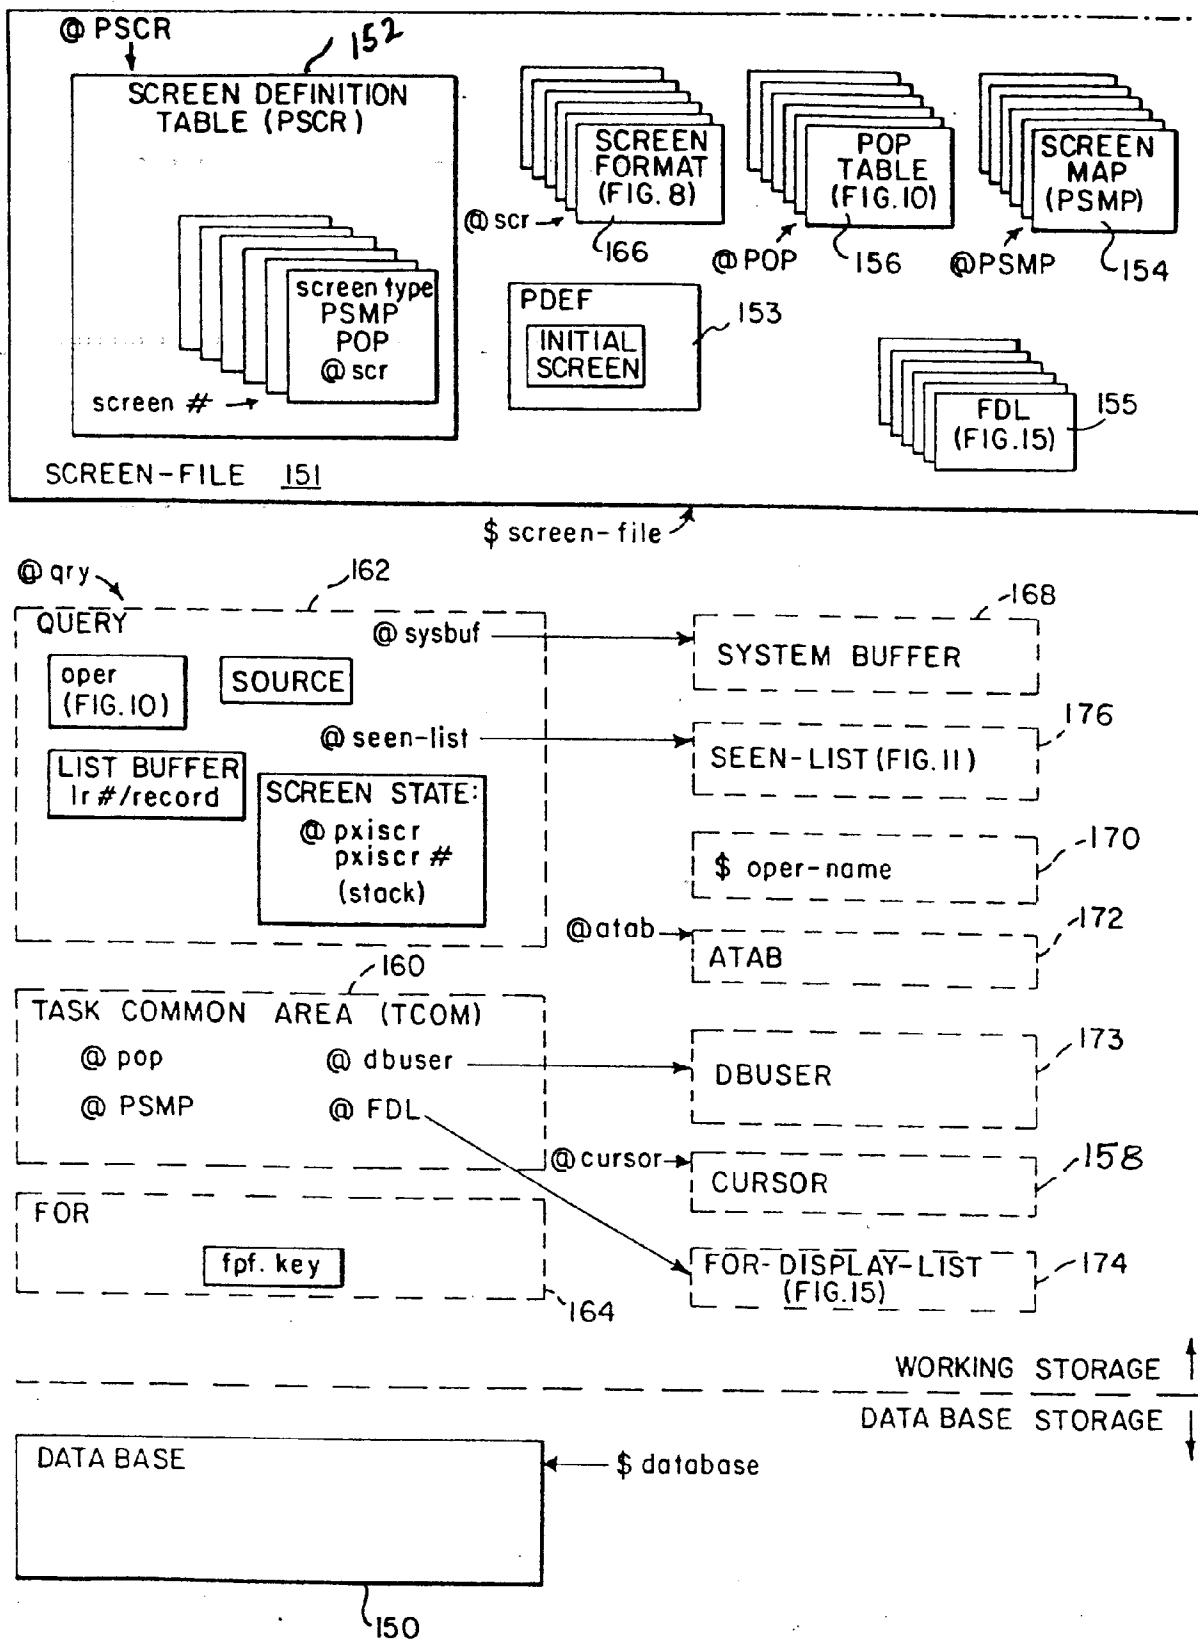 @ PSCR
152
SCREEN DEFINITION
TABLE (PSCR)
screen type
PSMP
POP
@ scr
screen #
SCREEN
FORMAT
(FIG. 8)
@ scr
166
POP
TABLE
(FIG. 10)
@ POP
156
SCREEN
MAP
(PSMP)
@PSMP
154
PDEF
INITIAL
SCREEN
153
FDL
(FIG. 15)
155
SCREEN-FILE 151
$ screen-file
@ qry
162
QUERY
@ sysbuf
oper
(FIG. 10)
SOURCE
@ seen-list
LIST BUFFER
lr #/record
SCREEN STATE:
@ pxiscr
pxiscr #
(stack)
168
SYSTEM BUFFER
176
SEEN-LIST (FIG. 11)
170
$ oper-name
@atab
172
ATAB
160
TASK COMMON AREA (TCOM)
@ pop
@ dbuser
@ PSMP
@ FDL
173
DBUSER
@ cursor
158
CURSOR
FOR
fpf. key
164
FOR-DISPLAY-LIST
(FIG. 15)
174
WORKING STORAGE
DATA BASE STORAGE
DATA BASE
$ database
150